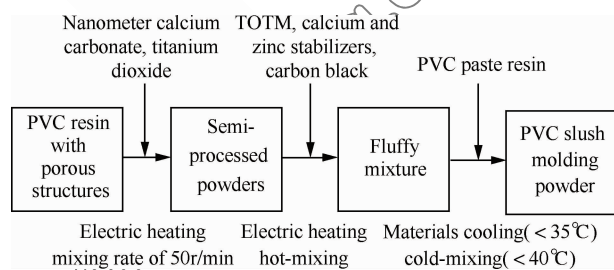 Nanometer calcium
carbonate, titanium
dioxide
TOTM, calcium and
zinc stabilizers,
carbon black
PVC paste resin
PVC resin
with
porous
structures
Semi-
processed
powders
Fluffy
mixture
PVC slush
molding
powder
Electric heating
mixing rate of 50r/min
Electric heating
hot-mixing
Materials cooling(<35℃)
cold-mixing(<40℃)